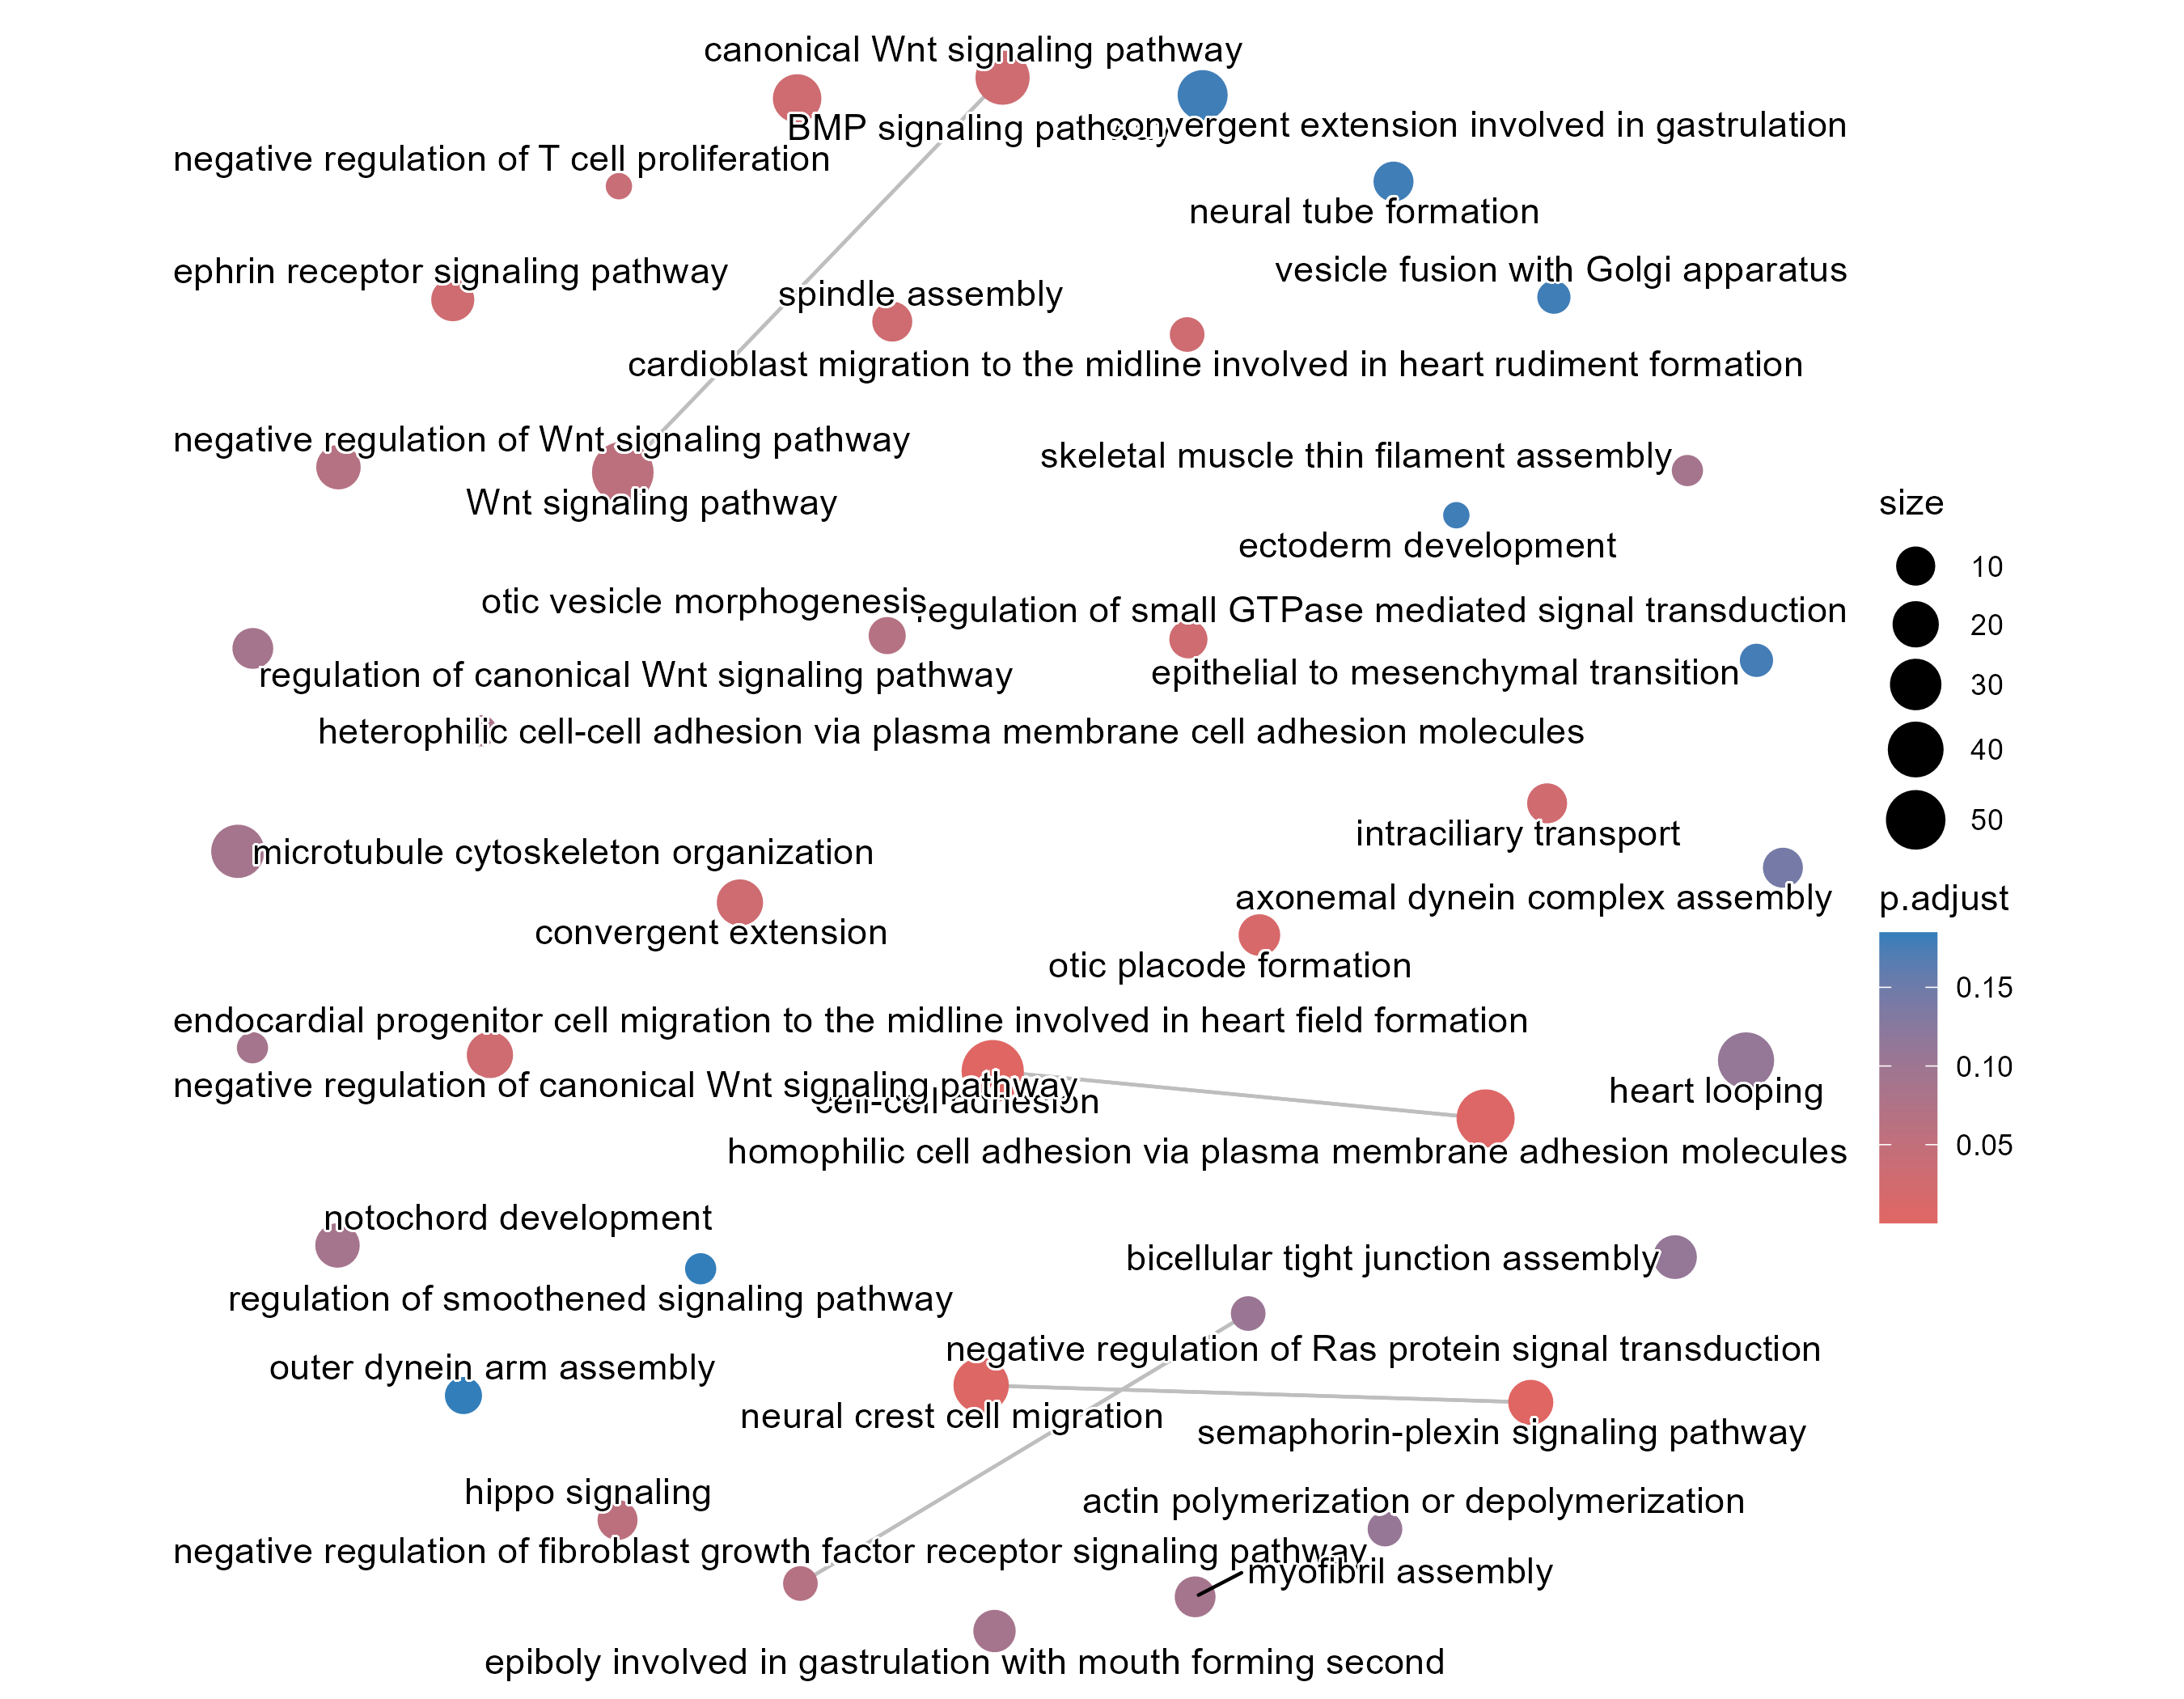 canonical Wnt signaling pathway
BMP signaling pathway
convergent extension involved in gastrulation
negative regulation of T cell proliferation
neural tube formation
ephrin receptor signaling pathway
vesicle fusion with Golgi apparatus
spindle assembly
cardioblast migration to the midline involved in heart rudiment formation
negative regulation of Wnt signaling pathway
skeletal muscle thin filament assembly
Wnt signaling pathway
size
ectoderm development
10
otic vesicle morphogenesis
regulation of small GTPase mediated signal transduction
20
epithelial to mesenchymal transition
regulation of canonical Wnt signaling pathway
30
heterophilic cell-cell adhesion via plasma membrane cell adhesion molecules
40
intraciliary transport
50
microtubule cytoskeleton organization
axonemal dynein complex assembly
p.adjust
convergent extension
otic placode formation
0.15
endocardial progenitor cell migration to the midline involved in heart field formation
0.10
negative regulation of canonical Wnt signaling pathway
heart looping
cell-cell adhesion
0.05
homophilic cell adhesion via plasma membrane adhesion molecules
notochord development
bicellular tight junction assembly
regulation of smoothened signaling pathway
negative regulation of Ras protein signal transduction
outer dynein arm assembly
neural crest cell migration
semaphorin-plexin signaling pathway
hippo signaling
actin polymerization or depolymerization
negative regulation of fibroblast growth factor receptor signaling pathway
myofibril assembly
epiboly involved in gastrulation with mouth forming second